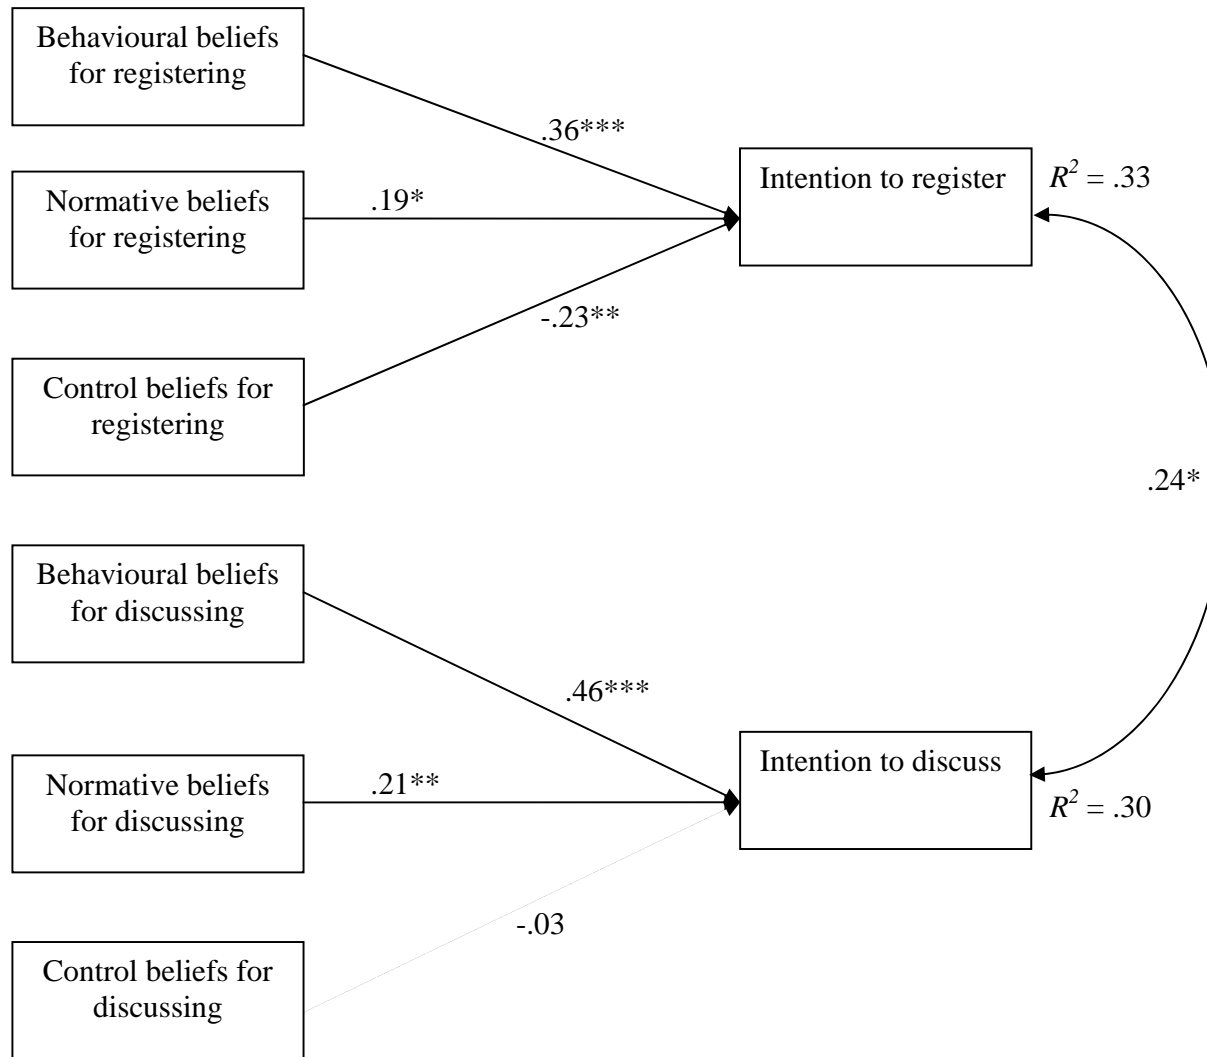 Behavioural beliefs
for registering
.36***
Intention to register
R² = .33
Normative beliefs
for registering
.19*
-.23**
Control beliefs for
registering
.24*
Behavioural beliefs
for discussing
.46***
Intention to discuss
R² = .30
Normative beliefs
for discussing
.21**
-.03
Control beliefs for
discussing